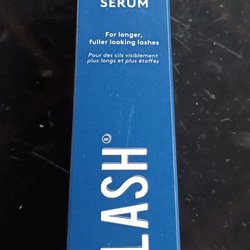 SERUM
For longer,
fuller looking lashes
Pour des cils visiblement
plus longs et plus étoffés
LASH®